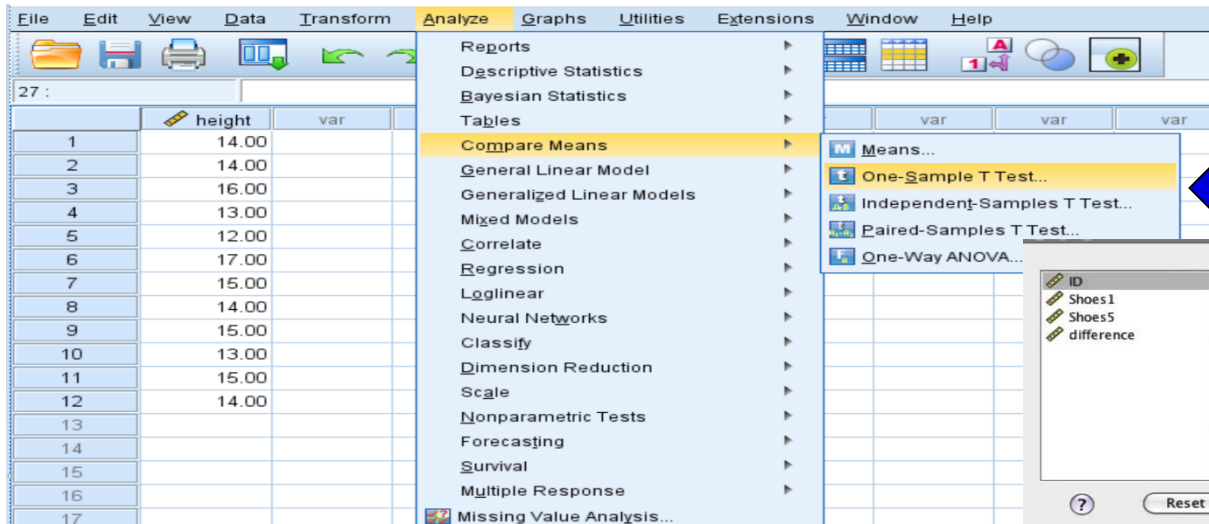 File Edit View Data Transform Analyze Graphs Utilities Extensions Window Help
A
1
27 :
height var var var var
1 14.00
2 14.00
3 16.00
4 13.00
5 12.00
6 17.00
7 15.00
8 14.00
9 15.00
10 13.00
11 15.00
12 14.00
13
14
15
16
17
Reports
Descriptive Statistics
Bayesian Statistics
Tables
Compare Means
General Linear Model
Generalized Linear Models
Mixed Models
Correlate
Regression
Loglinear
Neural Networks
Classify
Dimension Reduction
Scale
Nonparametric Tests
Forecasting
Survival
Multiple Response
Missing Value Analysis...
M Means...
t One-Sample T Test...
Independent-Samples T Test...
Paired-Samples T Test...
One-Way ANOVA...
ID
Shoes1
Shoes5
difference
? Reset